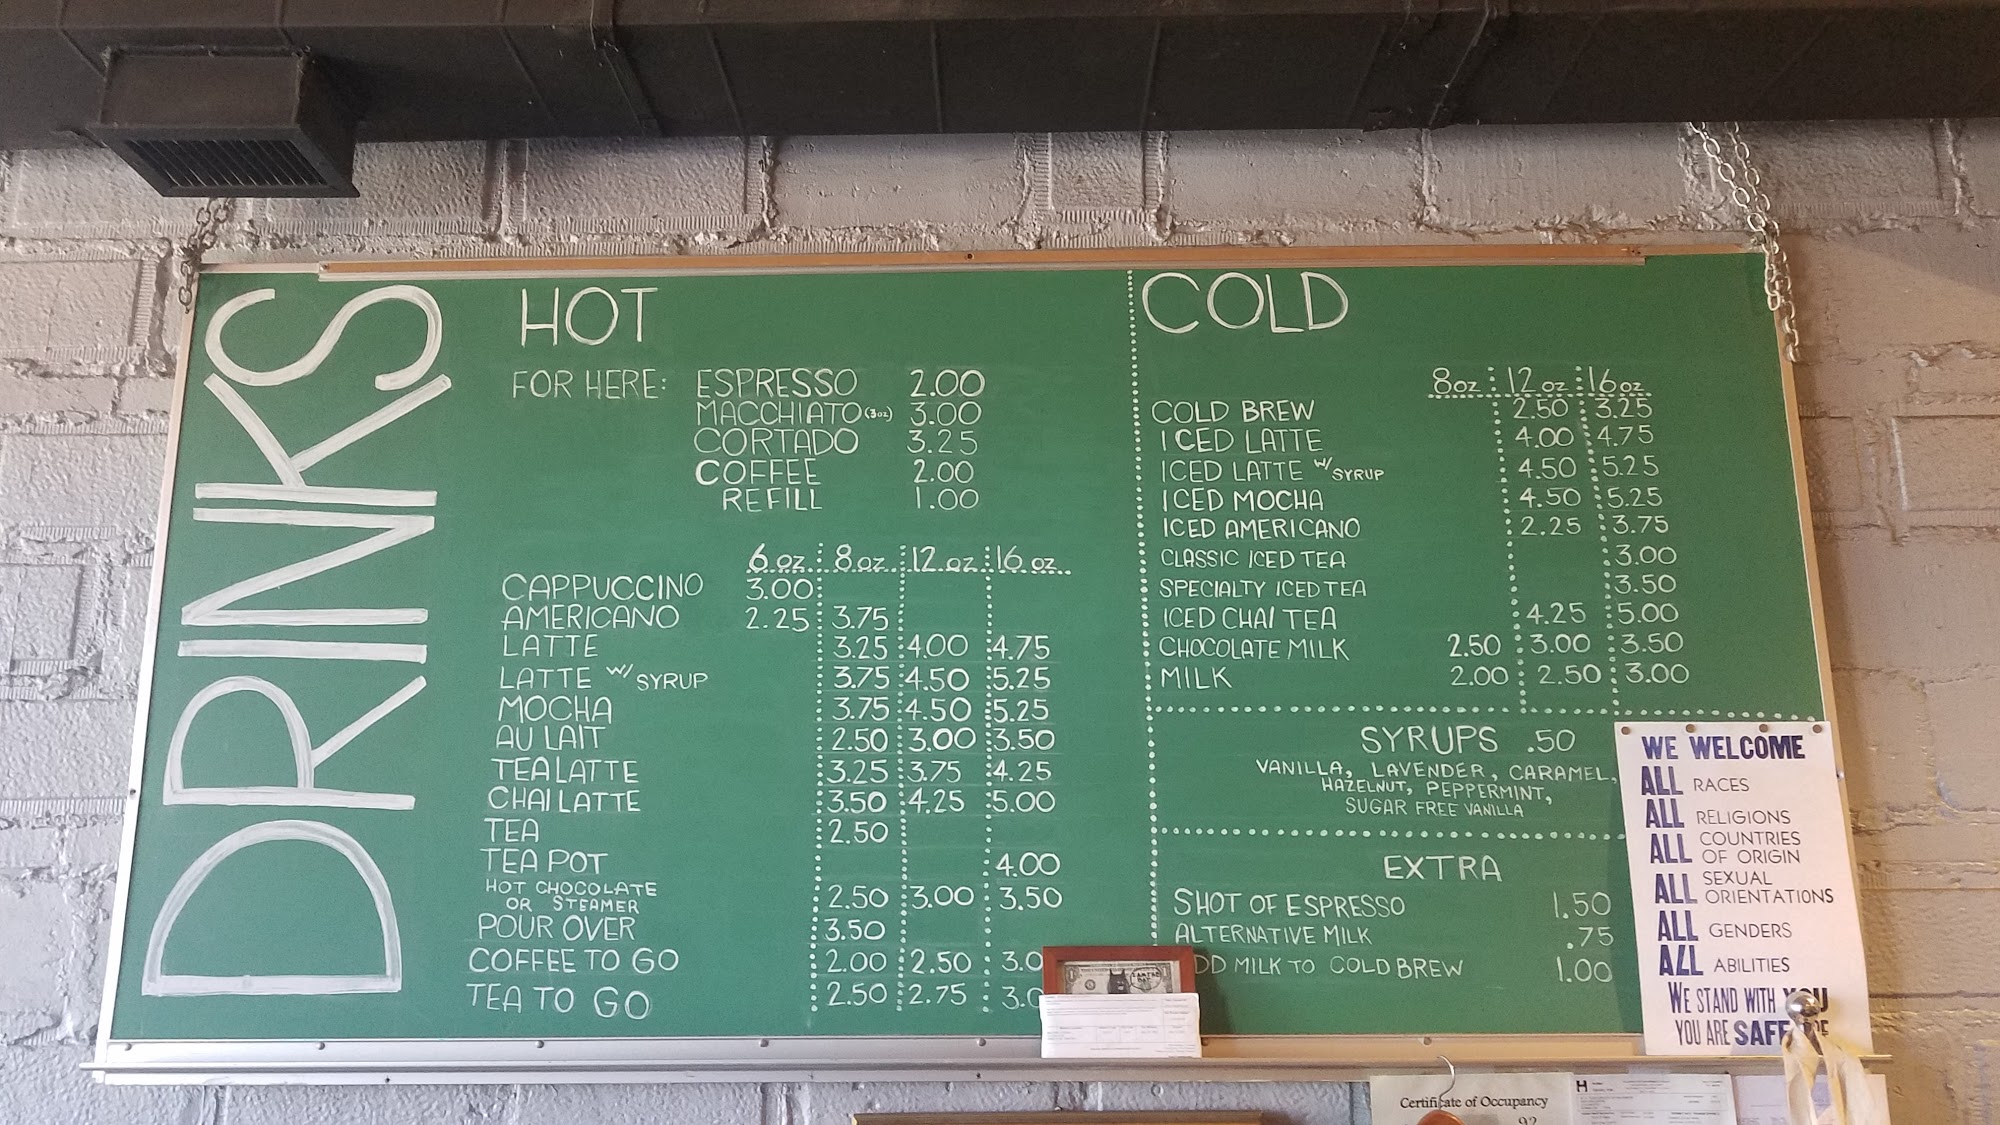 DRINKS
HOT
FOR HERE: ESPRESSO 2.00
MACCHIATO (3oz) 3.00
CORTADO 3.25
COFFEE 2.00
REFILL 1.00
6 oz 8 oz 12 oz 16 oz
CAPPUCCINO 3.00
AMERICANO 2.25 3.75
LATTE 3.25 4.00 4.75
LATTE W/ SYRUP 3.75 4.50 5.25
MOCHA 3.75 4.50 5.25
AU LAIT 2.50 3.00 3.50
TEA LATTE 3.25 3.75 4.25
CHAI LATTE 3.50 4.25 5.00
TEA 2.50
TEA POT 4.00
HOT CHOCOLATE
OR STEAMER 2.50 3.00 3.50
POUR OVER 3.50
COFFEE TO GO 2.00 2.50 3.0
TEA TO GO 2.50 2.75 3.0
COLD
8oz 12 oz 16 oz
COLD BREW 2.50 3.25
ICED LATTE 4.00 4.75
ICED LATTE W/ SYRUP 4.50 5.25
ICED MOCHA 4.50 5.25
ICED AMERICANO 2.25 3.75
CLASSIC ICED TEA 3.00
SPECIALTY ICED TEA 3.50
ICED CHAI TEA 4.25 5.00
CHOCOLATE MILK 2.50 3.00 3.50
MILK 2.00 2.50 3.00
SYRUPS .50
VANILLA, LAVENDER, CARAMEL,
HAZELNUT, PEPPERMINT,
SUGAR FREE VANILLA
EXTRA
SHOT OF ESPRESSO 1.50
ALTERNATIVE MILK .75
DD MILK TO COLD BREW 1.00
WE WELCOME
ALL RACES
ALL RELIGIONS
ALL COUNTRIES
OF ORIGIN
ALL SEXUAL
ORIENTATIONS
ALL GENDERS
ALL ABILITIES
WE STAND WITH YOU
YOU ARE SAFE
Certificate of Occupancy
92
H